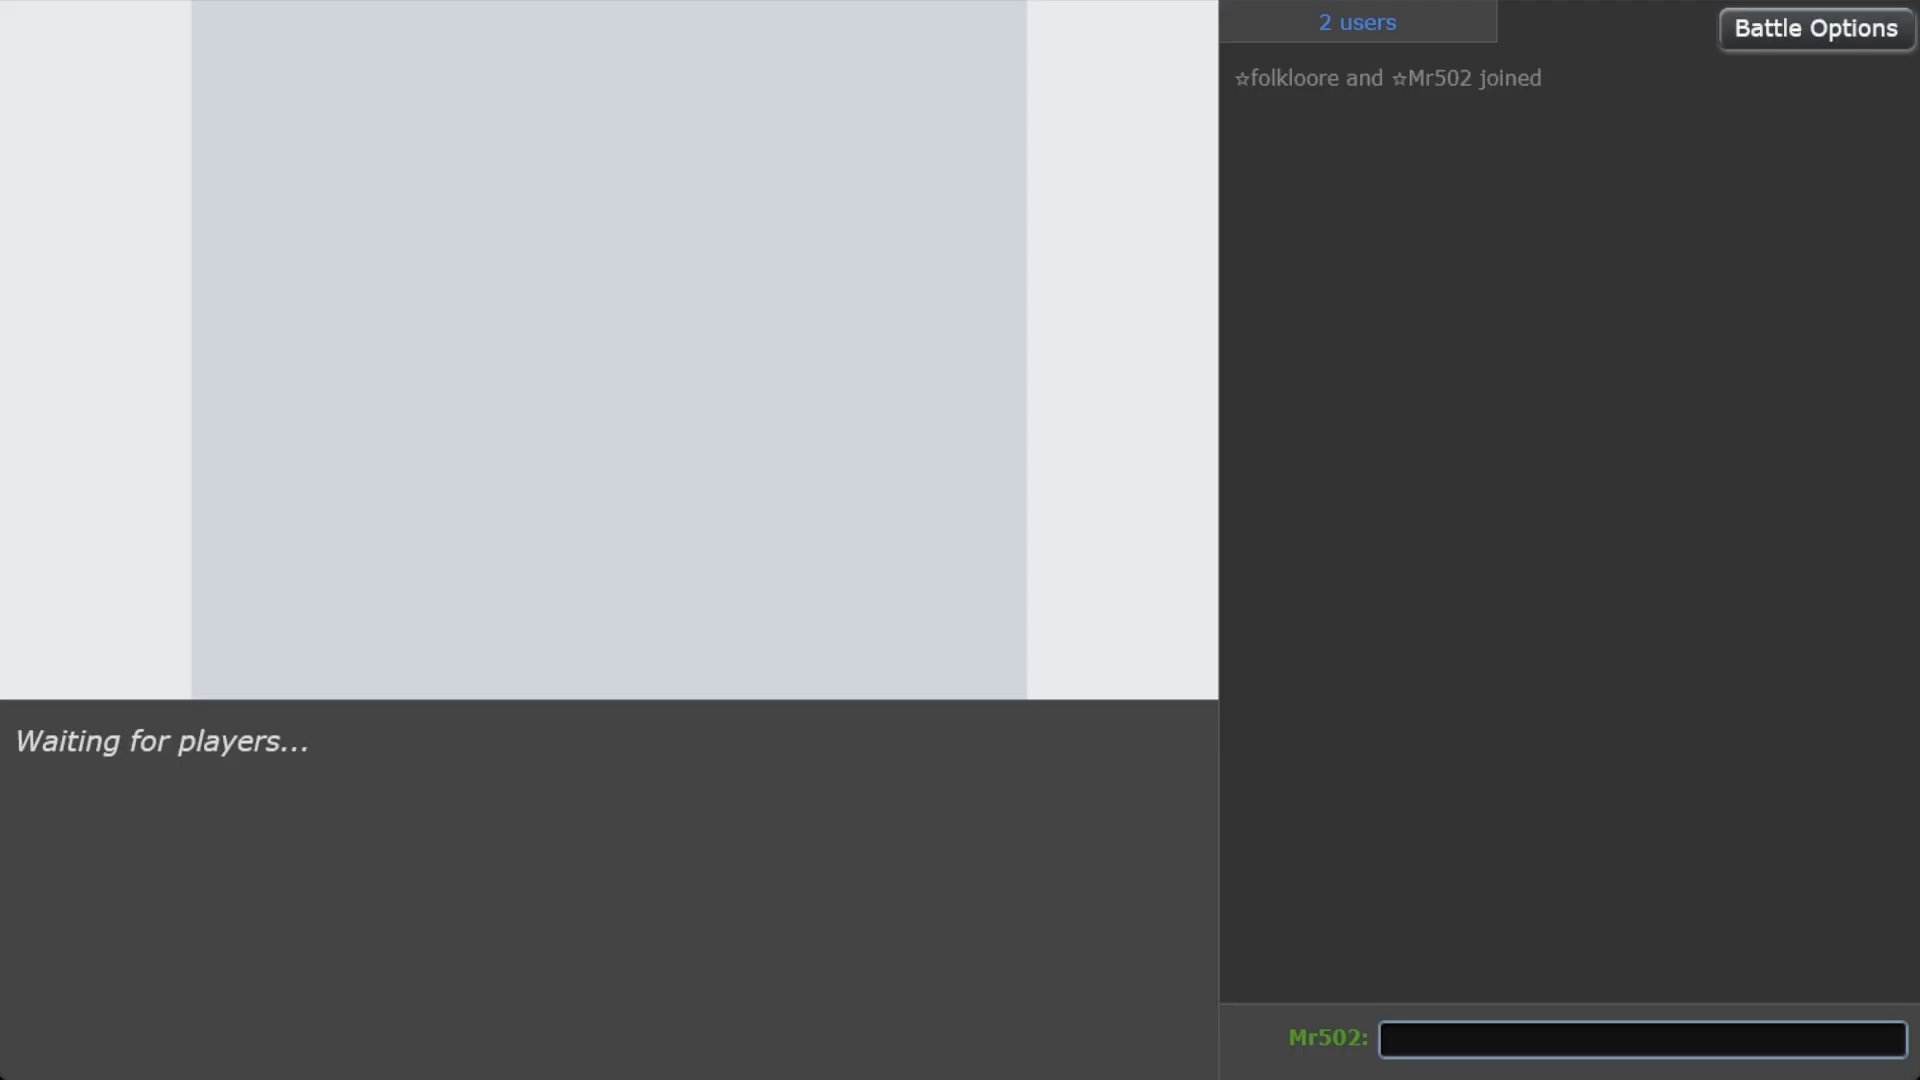 2 users
Battle Options
☆folkloore and ☆Mr502 joined
Waiting for players...
Mr502: